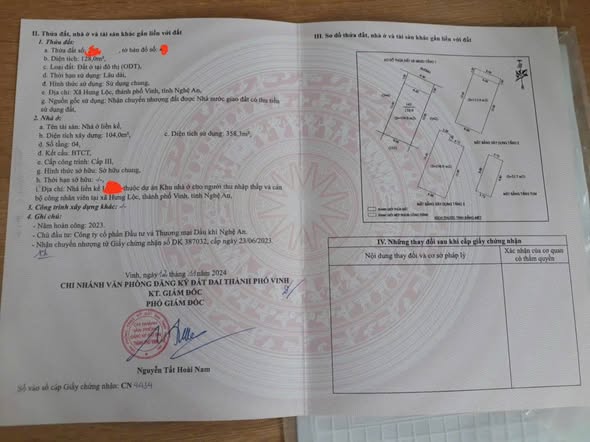 II. Thửa đất, nhà ở và tài sản khác gắn liền với đất
1. Thửa đất:
a. Thửa đất số: , tờ bản đồ số:
b. Diện tích: 128,0m²,
c. Loại đất: Đất ở tại đô thị (ODT),
d. Thời hạn sử dụng: Lâu dài,
đ. Hình thức sử dụng: Sử dụng chung,
e. Địa chỉ: Xã Hưng Lộc, thành phố Vinh, tỉnh Nghệ An,
g. Nguồn gốc sử dụng: Nhận chuyển nhượng đất được Nhà nước giao đất có thu tiền
sử dụng đất,
2. Nhà ở:
a. Tên tài sản: Nhà ở liền kề,
b. Diện tích xây dựng: 104,0m², c. Diện tích sử dụng: 358,3m²,
d. Số tầng: 04,
đ. Kết cấu: BTCT,
e. Cấp công trình: Cấp III,
g. Hình thức sở hữu: Sở hữu chung,
h. Thời hạn sở hữu: -/-,
i. Địa chỉ: Nhà liền kề thuộc dự án Khu nhà ở cho người thu nhập thấp và cán
bộ công nhân viên tại xã Hưng Lộc, thành phố Vinh, tỉnh Nghệ An,
3. Công trình xây dựng khác: -/-
4. Ghi chú:
- Năm hoàn công: 2023.
- Chủ đầu tư: Công ty cổ phần Đầu tư và Thương mại Dầu khí Nghệ An.
- Nhận chuyển nhượng từ Giấy chứng nhận số DK 387032, cấp ngày 23/06/2023.
Vinh, ngày tháng năm 2024
CHI NHÁNH VĂN PHÒNG ĐĂNG KÝ ĐẤT ĐAI THÀNH PHỐ VINH
KT. GIÁM ĐỐC
PHÓ GIÁM ĐỐC
Nguyễn Tất Hoài Nam
Số vào sổ cấp Giấy chứng nhận: CN
III. Sơ đồ thửa đất, nhà ở và tài sản khác gắn liền với đất
MẶT BẰNG TUM
IV. Những thay đổi sau khi cấp giấy chứng nhận
Nội dung thay đổi và cơ sở pháp lý
Xác nhận của cơ quan
có thẩm quyền